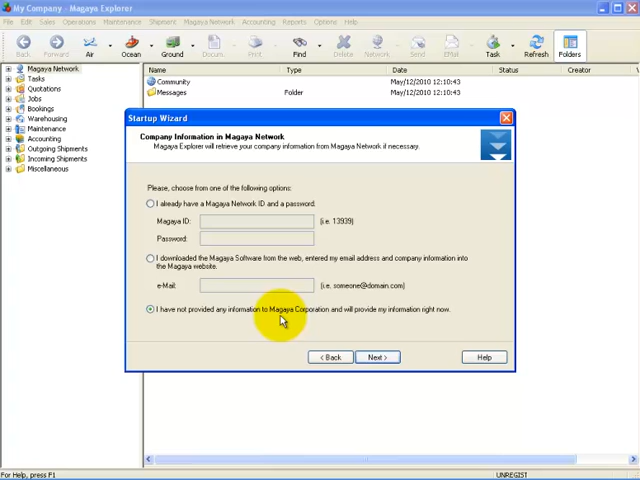 My Company - Magaya Explorer
File Edit Sales Operations Maintenance Shipment Magaya Network Accounting Reports Options Help
Back Forward Air Ocean Ground Docum... Print Find Delete Network Send EMail Task Refresh Folders
Magaya Network
Tasks
Quotations
Jobs
Bookings
Warehousing
Maintenance
Accounting
Outgoing Shipments
Incoming Shipments
Miscellaneous
Name Type Date Status Creator
Community May/12/2010 12:10:43
Messages Folder May/12/2010 12:10:43
Startup Wizard
Company Information in Magaya Network
Magaya Explorer will retrieve your company information from Magaya Network if necessary.
Please, choose from one of the following options:
I already have a Magaya Network ID and a password.
Magaya ID: (i.e. 13939)
Password:
I downloaded the Magaya Software from the web, entered my email address and company information into
the Magaya website.
e-Mail: (i.e. someone@domain.com)
I have not provided any information to Magaya Corporation and will provide my information right now.
< Back Next > Help
For Help, press F1 UNREGIST